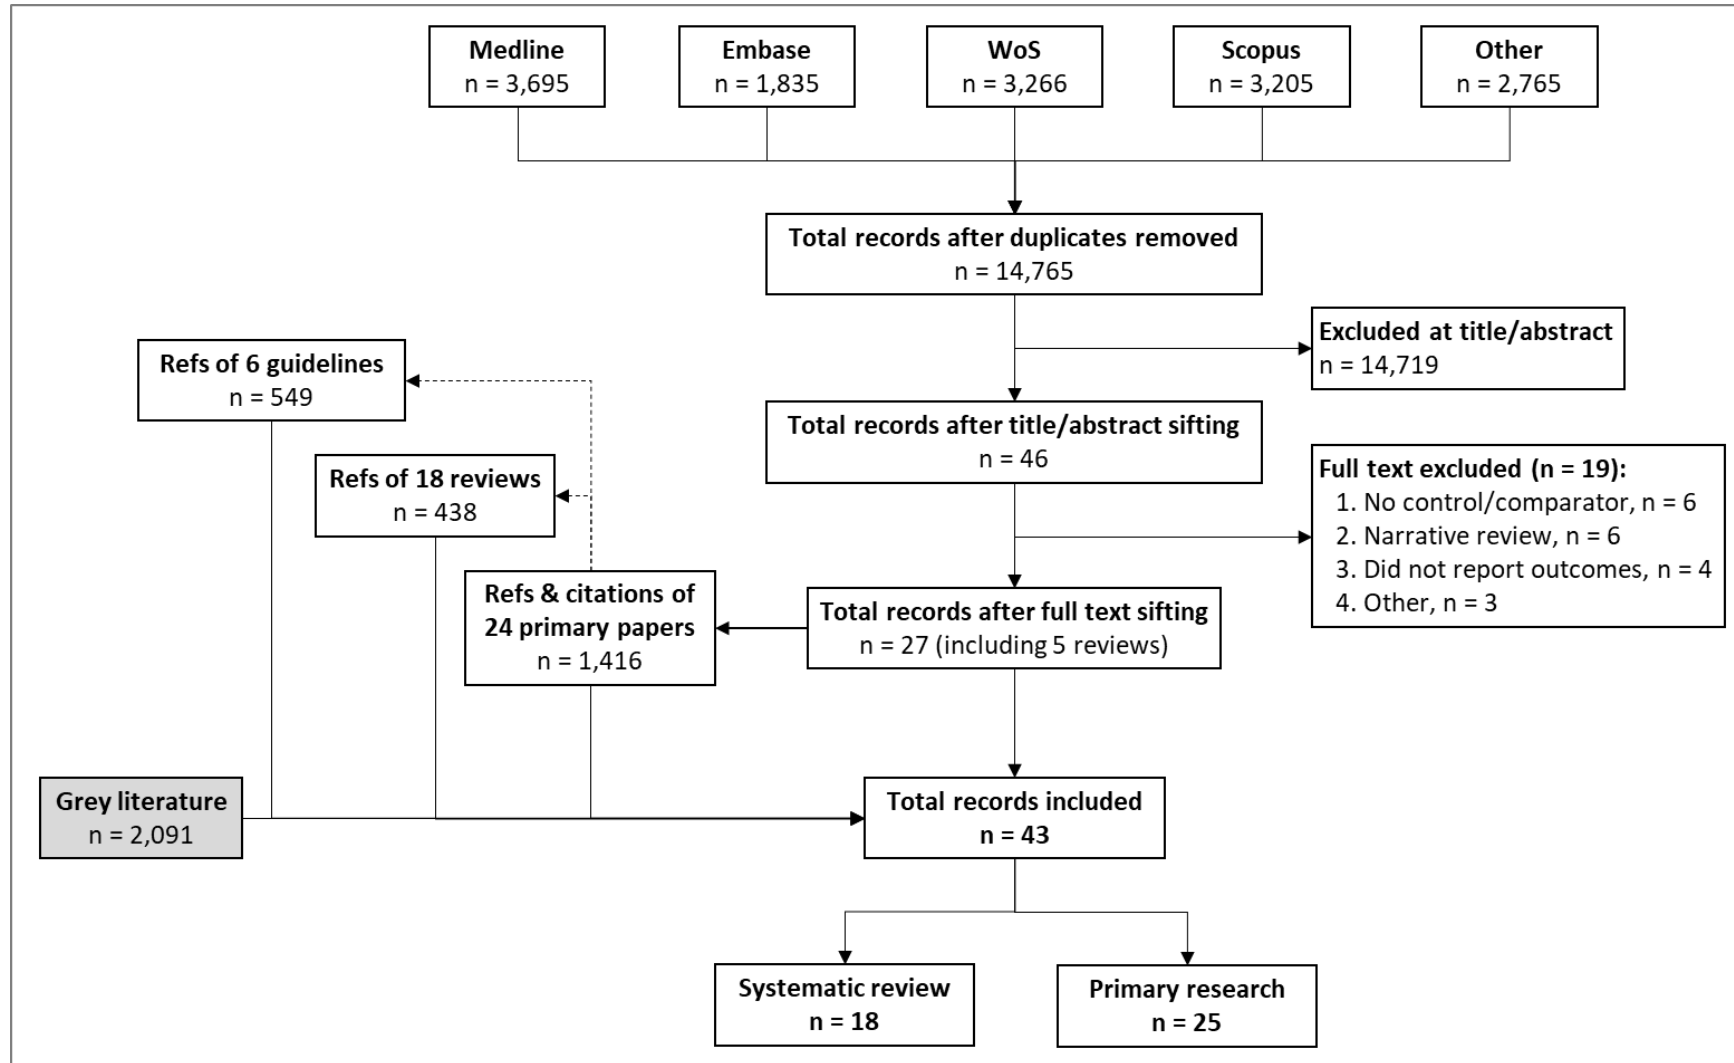 Medline
n = 3,695
Embase
n = 1,835
WoS
n = 3,266
Scopus
n = 3,205
Other
n = 2,765
Total records after duplicates removed
n = 14,765
Excluded at title/abstract
n = 14,719
Refs of 6 guidelines
n = 549
Total records after title/abstract sifting
n = 46
Refs of 18 reviews
n = 438
Full text excluded (n = 19):
1. No control/comparator, n = 6
2. Narrative review, n = 6
3. Did not report outcomes, n = 4
4. Other, n = 3
Refs & citations of
24 primary papers
n = 1,416
Total records after full text sifting
n = 27 (including 5 reviews)
Grey literature
n = 2,091
Total records included
n = 43
Systematic review
n = 18
Primary research
n = 25